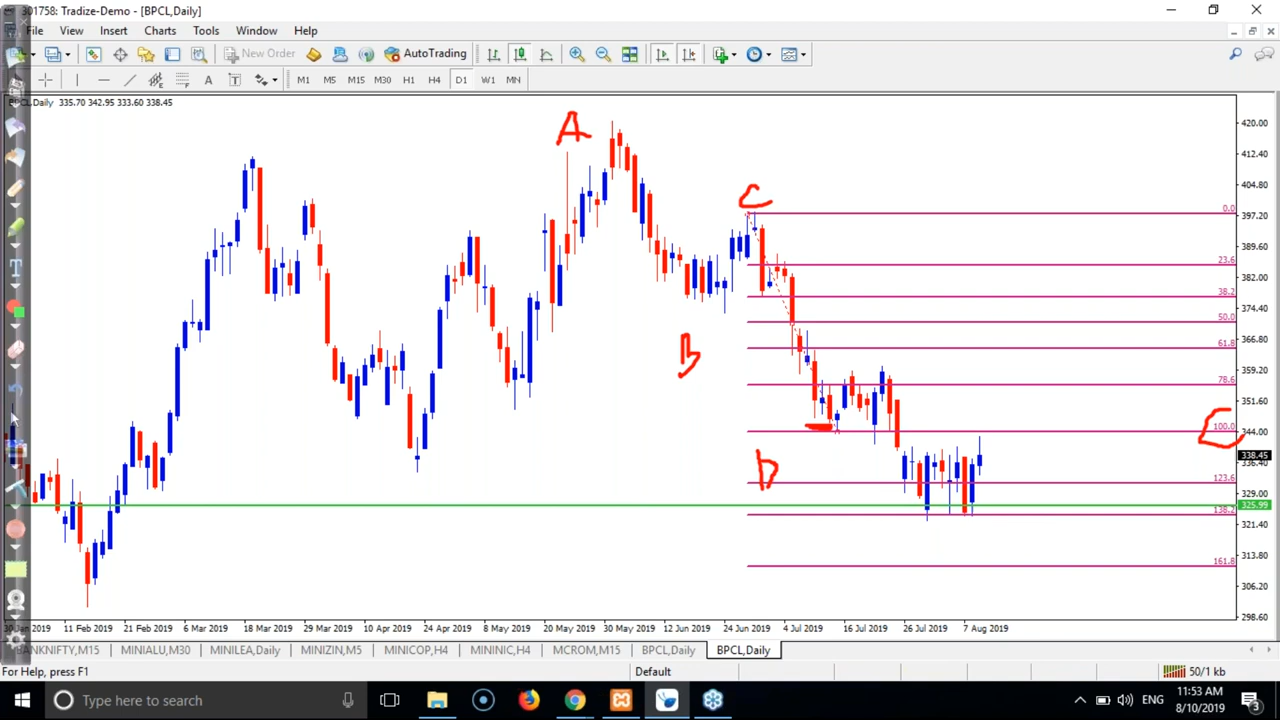 301758: Tradize-Demo - [BPCL,Daily]
File View Insert Charts Tools Window Help
New Order AutoTrading
A T M1 M5 M15 M30 H1 H4 D1 W1 MN
BPCL,Daily 335.70 342.95 333.60 338.45
420.00
A
412.40
404.80
C
0.0
397.20
389.60
23.6
382.00
38.2
374.40
50.0
366.80
61.8
B
359.20
78.6
351.60
100.0
344.00
338.45
336.40
D
123.6
329.00
325.99
138.2
321.40
313.80
161.8
306.20
298.60
30 Jan 2019 11 Feb 2019 21 Feb 2019 6 Mar 2019 18 Mar 2019 29 Mar 2019 10 Apr 2019 24 Apr 2019 8 May 2019 20 May 2019 30 May 2019 12 Jun 2019 24 Jun 2019 4 Jul 2019 16 Jul 2019 26 Jul 2019 7 Aug 2019
BANKNIFTY,M15 MINIALU,M30 MINILEA,Daily MINIZIN,M5 MINICOP,H4 MININIC,H4 MCROM,M15 BPCL,Daily BPCL,Daily
For Help, press F1 Default 50/1 kb
Type here to search ENG 11:53 AM
8/10/2019 3